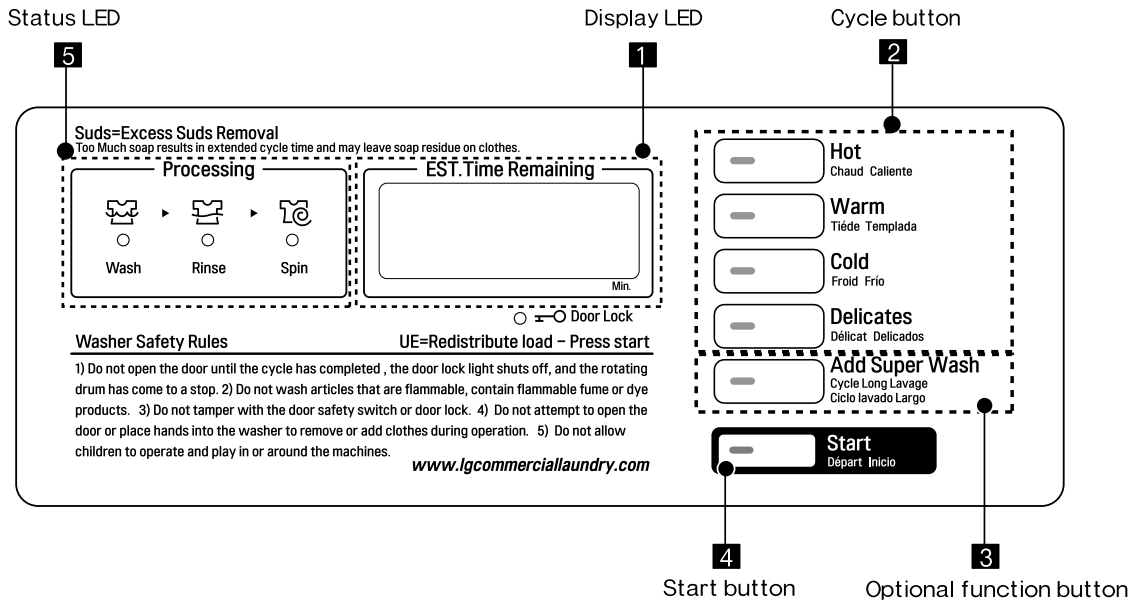 Status LED
Display LED
Cycle button
5
1
2
Suds=Excess Suds Removal
Too Much soap results in extended cycle time and may leave soap residue on clothes.
Processing
EST.Time Remaining
Wash
Rinse
Spin
Min.
Door Lock
Hot
Chaud Caliente
Warm
Tiéde Templada
Cold
Froid Frío
Delicates
Délicat Delicados
Add Super Wash
Cycle Long Lavage
Ciclo lavado Largo
Start
Départ Inicio
Washer Safety Rules
UE=Redistribute load – Press start
1) Do not open the door until the cycle has completed , the door lock light shuts off, and the rotating
drum has come to a stop. 2) Do not wash articles that are flammable, contain flammable fume or dye
products. 3) Do not tamper with the door safety switch or door lock. 4) Do not attempt to open the
door or place hands into the washer to remove or add clothes during operation. 5) Do not allow
children to operate and play in or around the machines.
www.lgcommerciallaundry.com
4
3
Start button
Optional function button